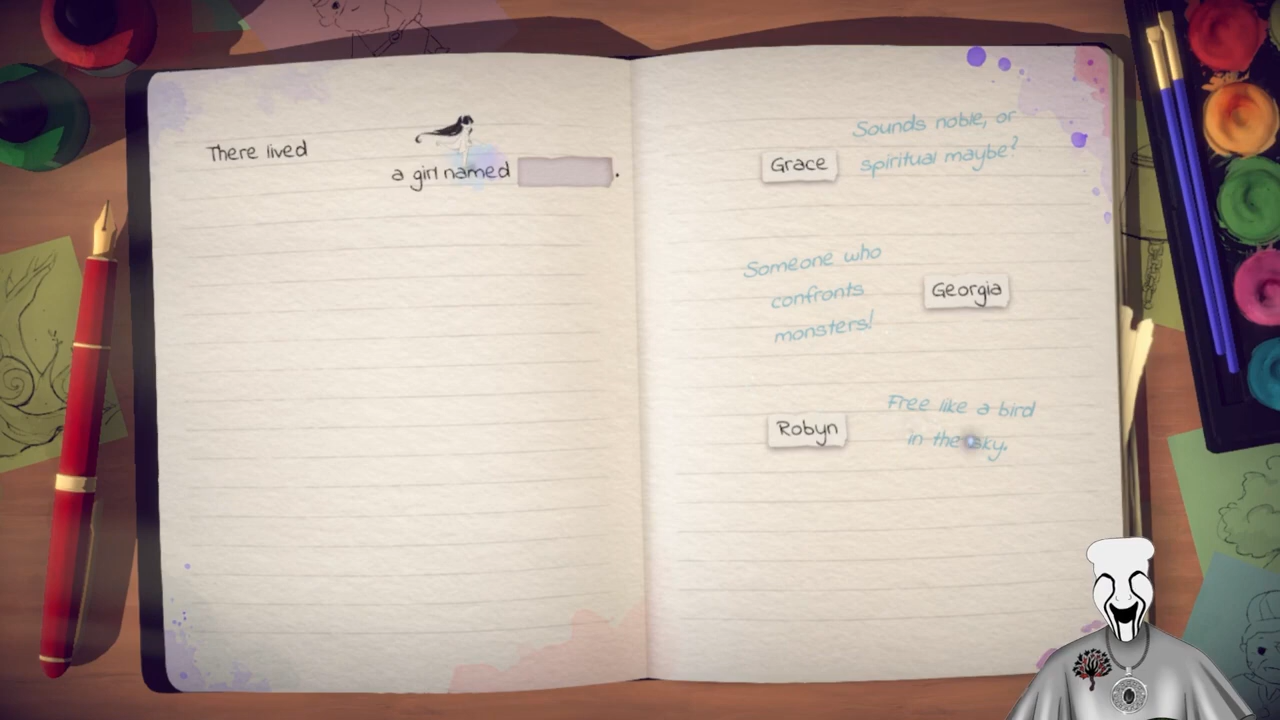 There lived
a girl named .
Sounds noble, or
spiritual maybe?
Grace
Someone who
confronts
monsters!
Georgia
Robyn
Free like a bird
in the sky.